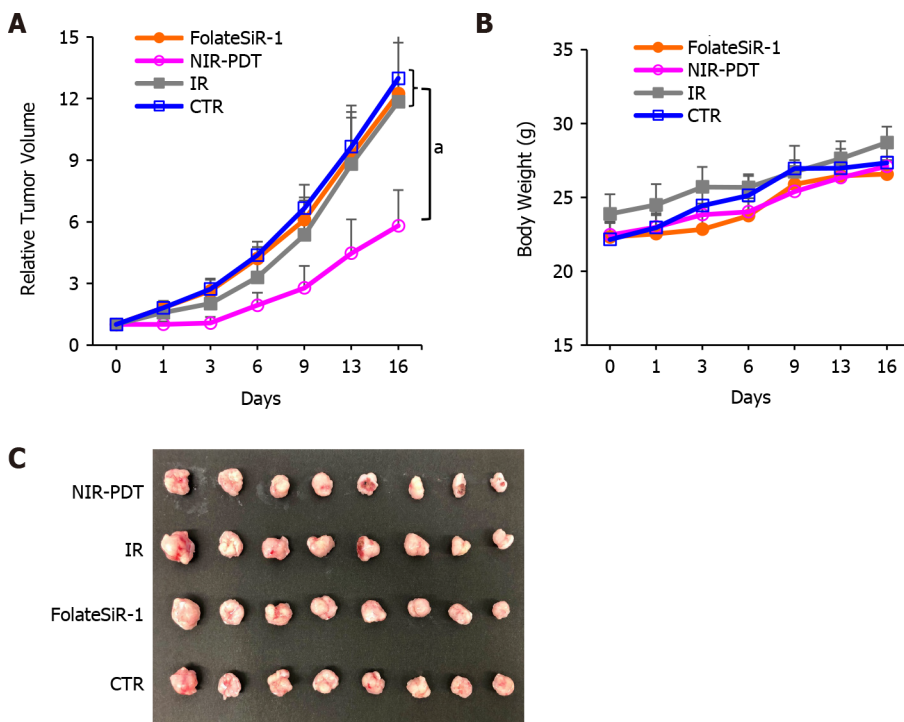 A
Relative Tumor Volume
15
12
9
6
3
0
FolateSiR-1
NIR-PDT
IR
CTR
a
0 1 3 6 9 13 16
Days
B
Body Weight (g)
35
30
25
20
15
FolateSiR-1
NIR-PDT
IR
CTR
0 1 3 6 9 13 16
Days
C
NIR-PDT
IR
FolateSiR-1
CTR